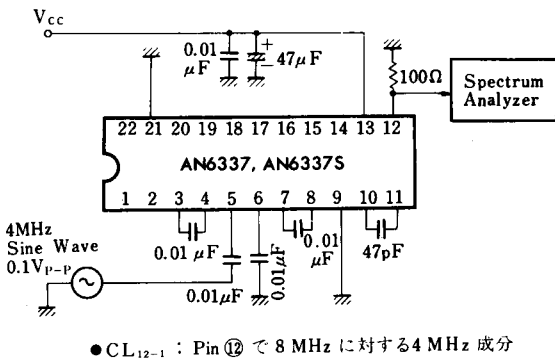 Vcc
0.01
μF
+
47μF
−
100Ω
Spectrum
Analyzer
22 21 20 19 18 17 16 15 14 13 12
AN6337, AN6337S
1 2 3 4 5 6 7 8 9 10 11
4MHz
Sine Wave
0.1VP-P
0.01 μF
0.01μF
0.01μF
0.01
μF
47pF
●CL12-1 : Pin ⑫ で 8 MHz に対する4 MHz 成分